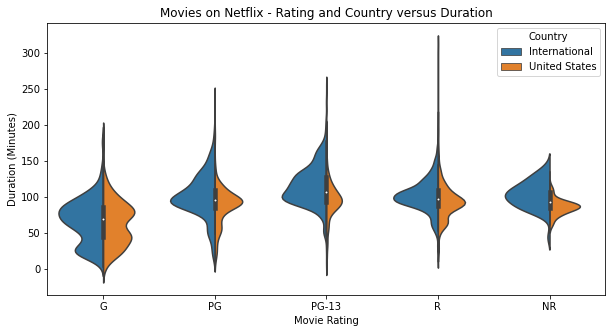 Movies on Netflix - Rating and Country versus Duration
Country
International
United States
Duration (Minutes)
300
250
200
150
100
50
0
G PG PG-13 R NR
Movie Rating